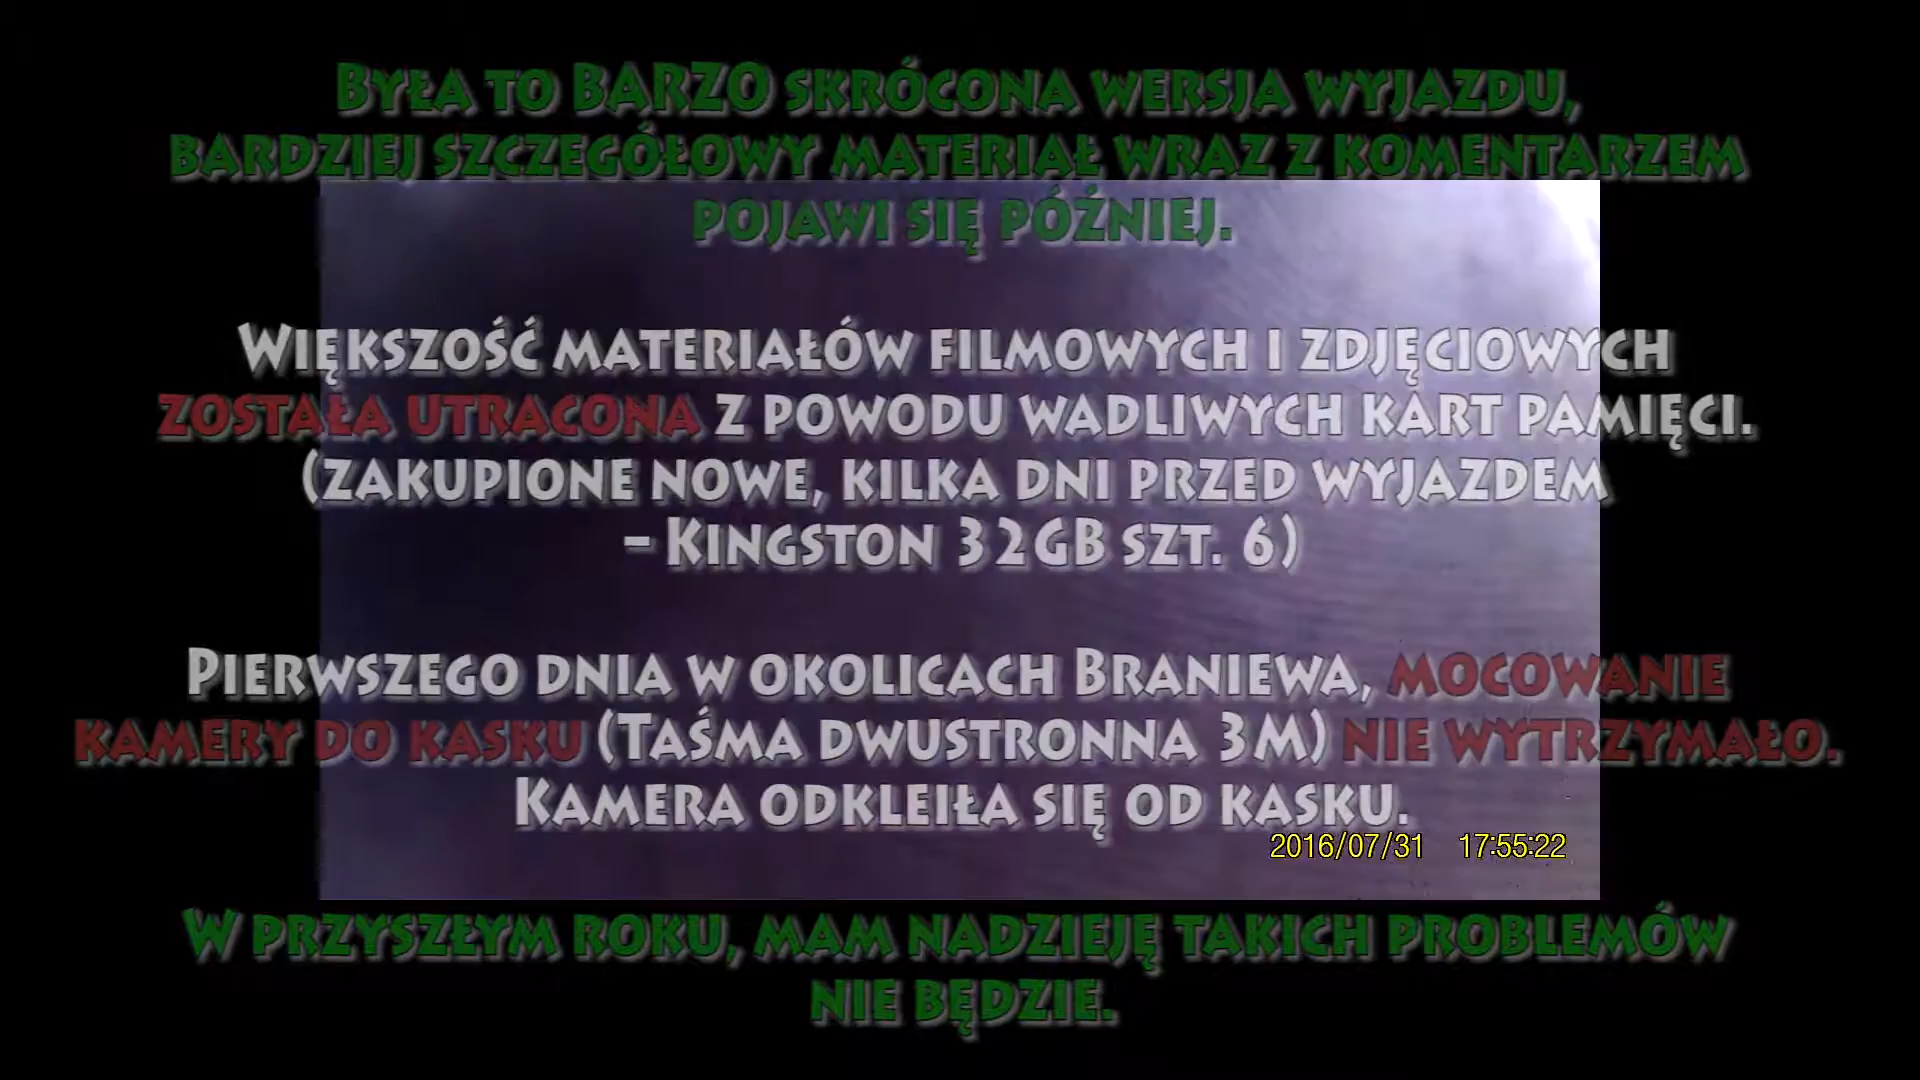 Była to BARZO skrócona wersja wyjazdu,
bardziej szczegółowy materiał wraz z komentarzem
pojawi się później.
Większość materiałów filmowych i zdjęciowych
została utracona z powodu wadliwych kart pamięci.
(zakupione nowe, kilka dni przed wyjazdem
- Kingston 32GB szt. 6)
Pierwszego dnia w okolicach Braniewa, mocowanie
kamery do kasku (Taśma dwustronna 3M) nie wytrzymało.
Kamera odkleiła się od kasku.
2016/07/31 17:55:22
W przyszłym roku, mam nadzieję takich problemów
nie będzie.